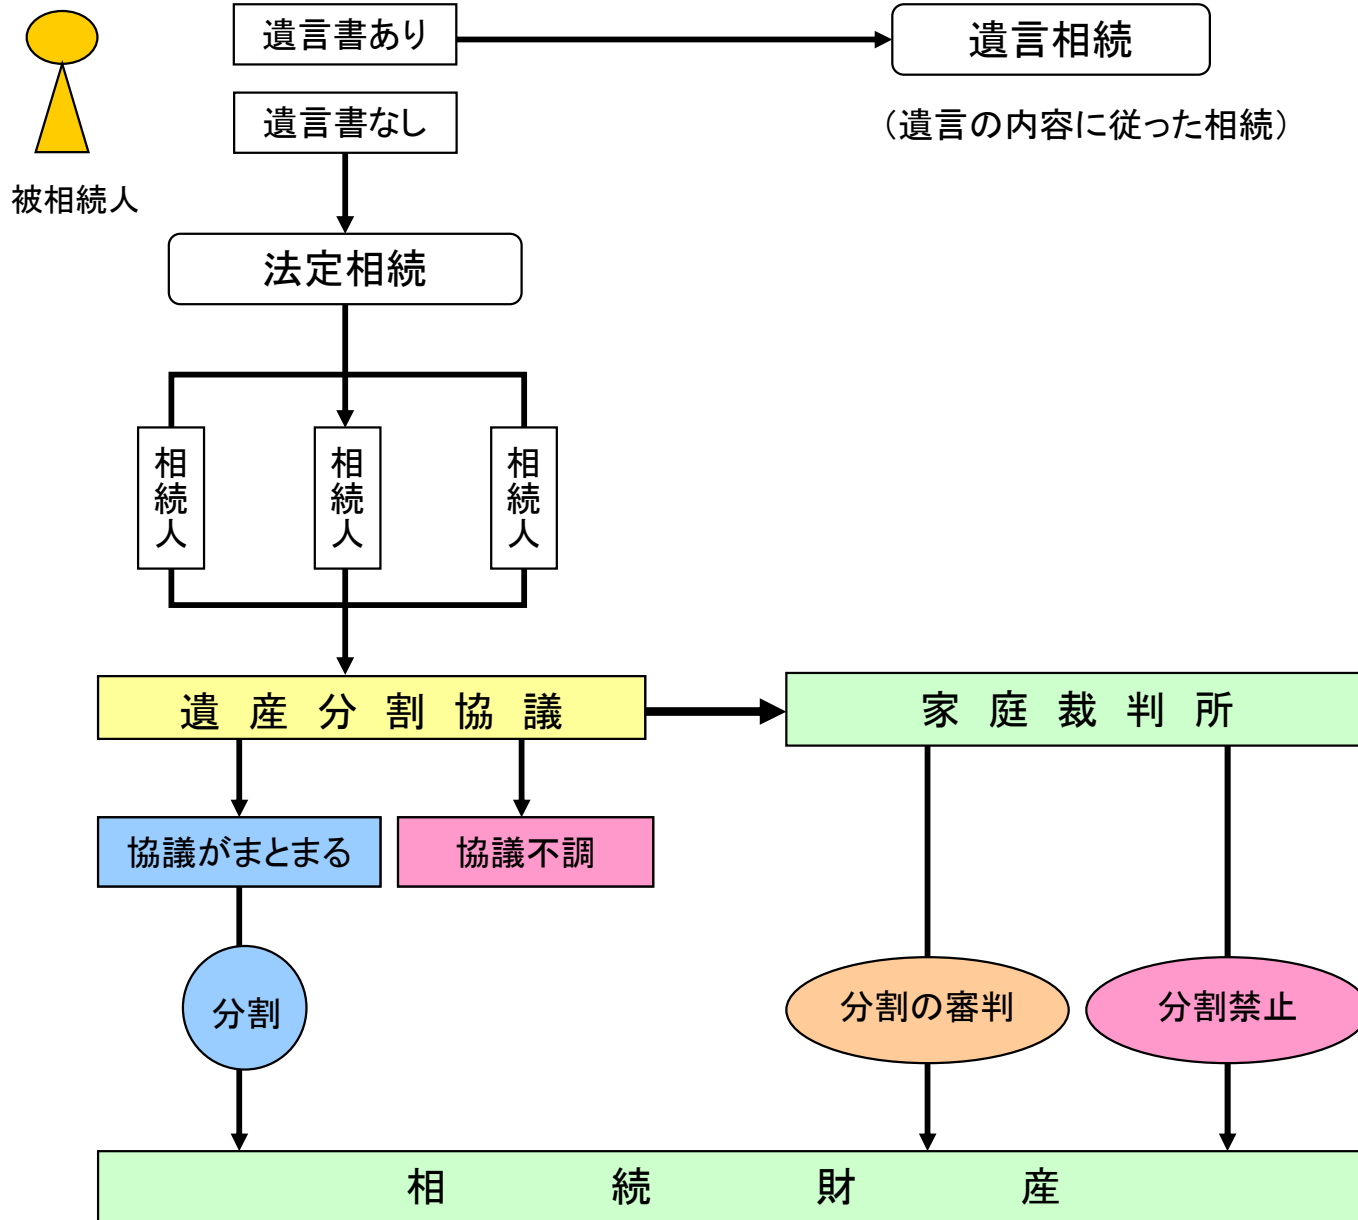 遺言書あり
遺言相続
遺言書なし
（遺言の内容に従った相続）
被相続人
法定相続
相続人
相続人
相続人
遺産分割協議
家庭裁判所
協議がまとまる
協議不調
分割
分割の審判
分割禁止
相続財産